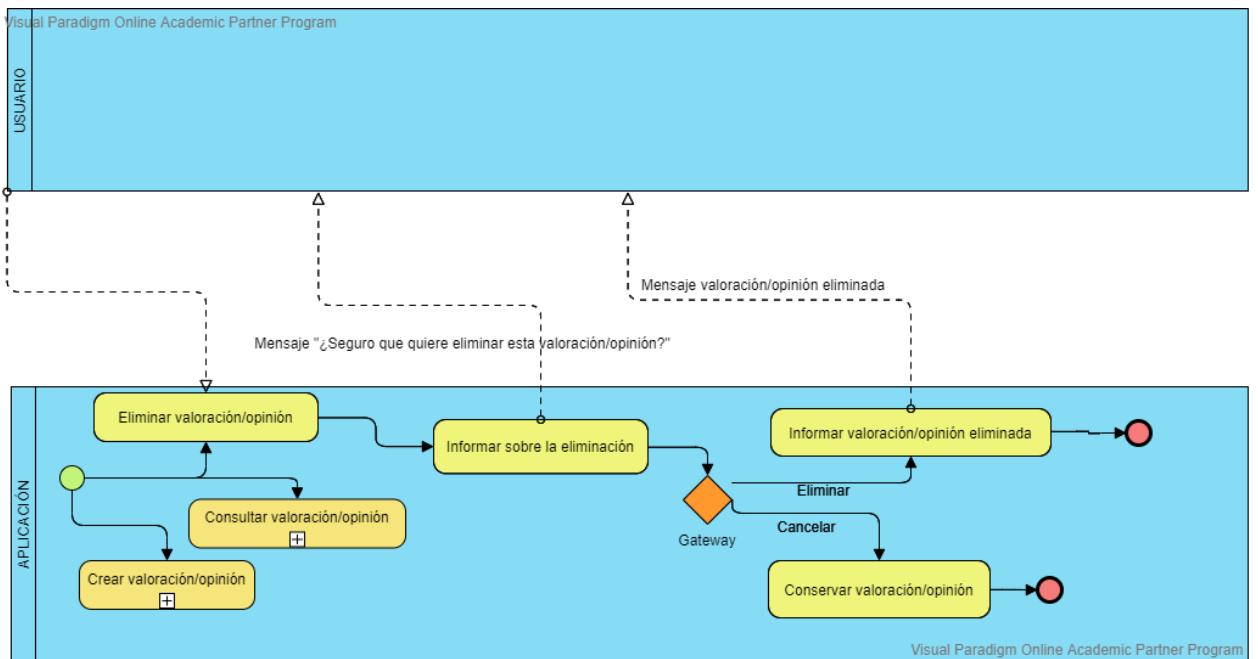 Visual Paradigm Online Academic Partner Program
USUARIO
Mensaje valoración/opinión eliminada
Mensaje "¿Seguro que quiere eliminar esta valoración/opinión?"
APLICACIÓN
Eliminar valoración/opinión
Informar sobre la eliminación
Informar valoración/opinión eliminada
Eliminar
Consultar valoración/opinión
Cancelar
Gateway
Crear valoración/opinión
Conservar valoración/opinión
Visual Paradigm Online Academic Partner Program